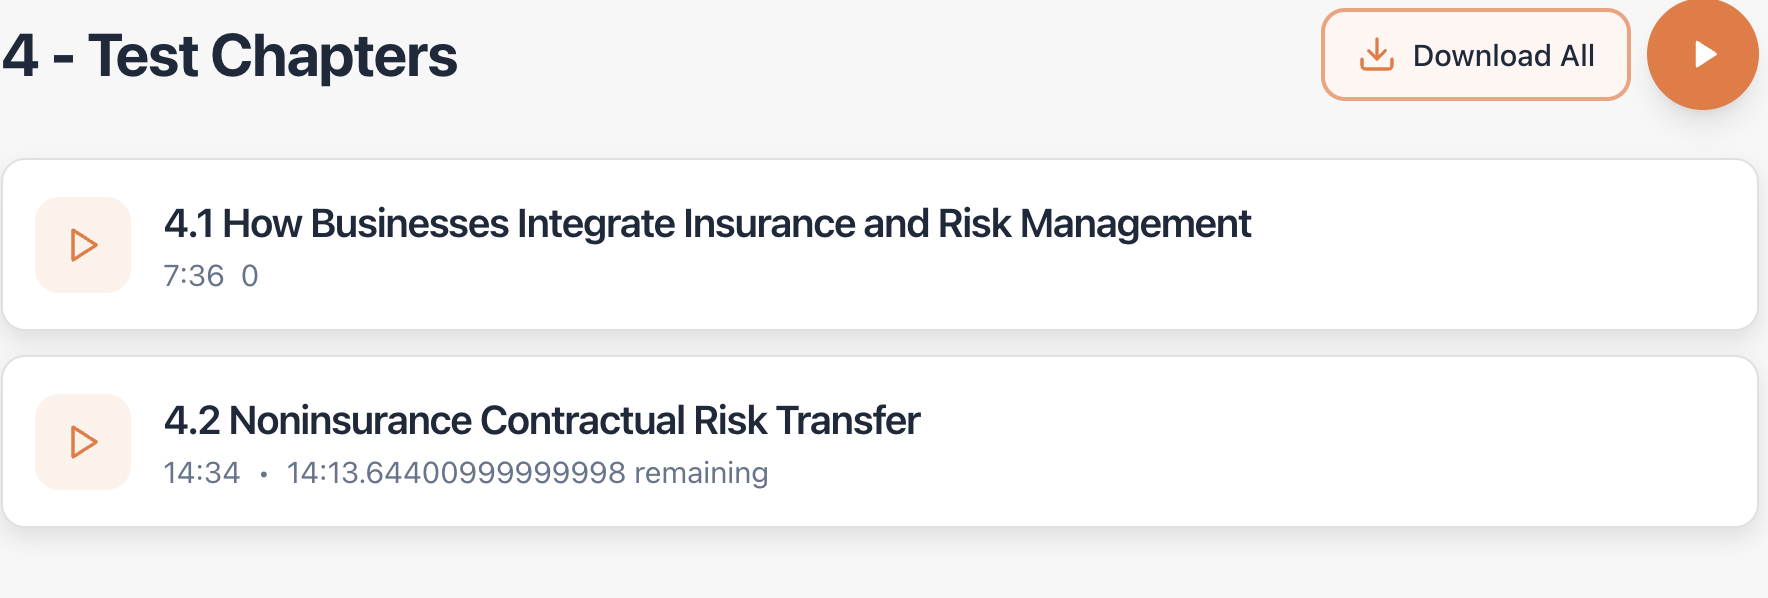 4 - Test Chapters
Download All
4.1 How Businesses Integrate Insurance and Risk Management
7:36 0
4.2 Noninsurance Contractual Risk Transfer
14:34 • 14:13.64400999999998 remaining